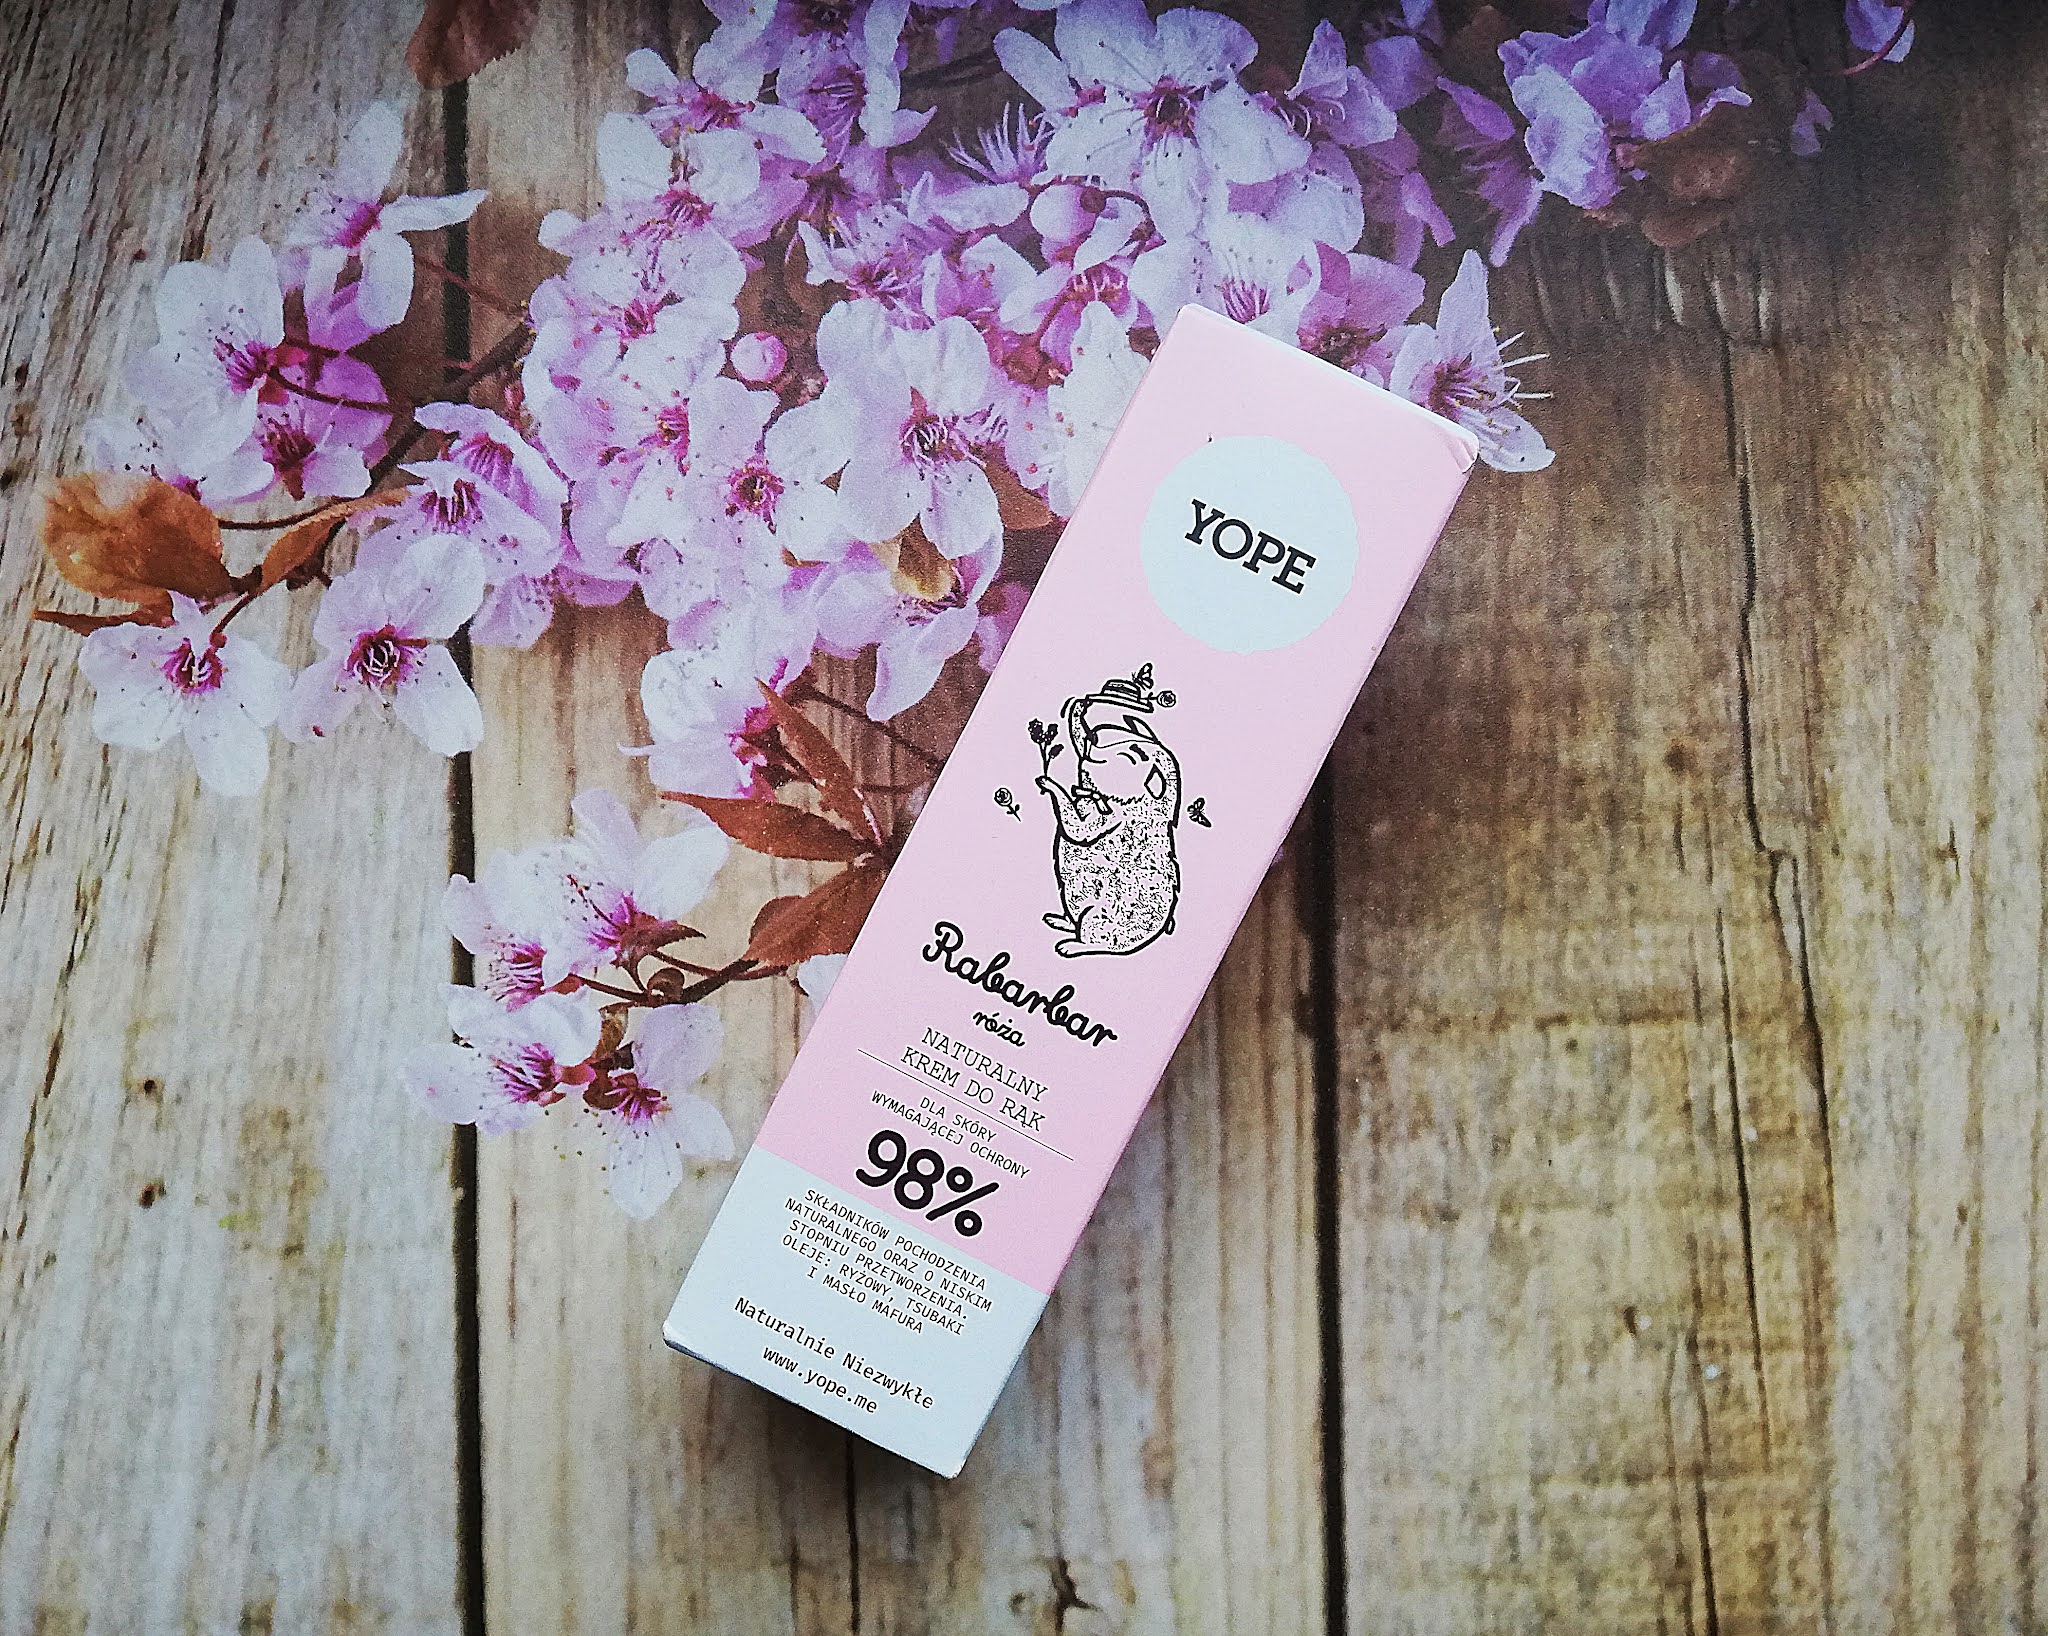 YOPE
Rabarbar
róża
NATURALNY
KREM DO RĄK
DLA SKÓRY
WYMAGAJĄCEJ OCHRONY
98%
SKŁADNIKÓW POCHODZENIA
NATURALNEGO ORAZ O NISKIM
STOPNIU PRZETWORZENIA.
OLEJE: RYŻOWY, TSUBAKI
I MASŁO MAFURA
Naturalnie Niezwykłe
www.yope.me